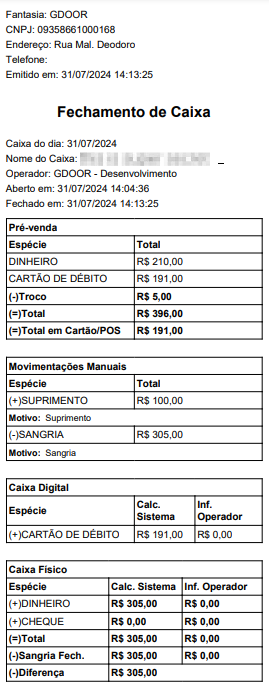 Fantasia: GDOOR
CNPJ: 09358661000168
Endereço: Rua Mal. Deodoro
Telefone:
Emitido em: 31/07/2024 14:13:25
Fechamento de Caixa
Caixa do dia: 31/07/2024
Nome do Caixa:
Operador: GDOOR - Desenvolvimento
Aberto em: 31/07/2024 14:04:36
Fechado em: 31/07/2024 14:13:25
Pré-venda
Espécie Total
DINHEIRO R$ 210,00
CARTÃO DE DÉBITO R$ 191,00
(-)Troco R$ 5,00
(=)Total R$ 396,00
(=)Total em Cartão/POS R$ 191,00
Movimentações Manuais
Espécie Total
(+)SUPRIMENTO R$ 100,00
Motivo: Suprimento
(-)SANGRIA R$ 305,00
Motivo: Sangria
Caixa Digital
Espécie Calc. Sistema Inf. Operador
(+)CARTÃO DE DÉBITO R$ 191,00 R$ 0,00
Caixa Físico
Espécie Calc. Sistema Inf. Operador
(+)DINHEIRO R$ 305,00 R$ 0,00
(+)CHEQUE R$ 0,00 R$ 0,00
(=)Total R$ 305,00 R$ 0,00
(-)Sangria Fech. R$ 305,00 R$ 0,00
(-)Diferença R$ 305,00